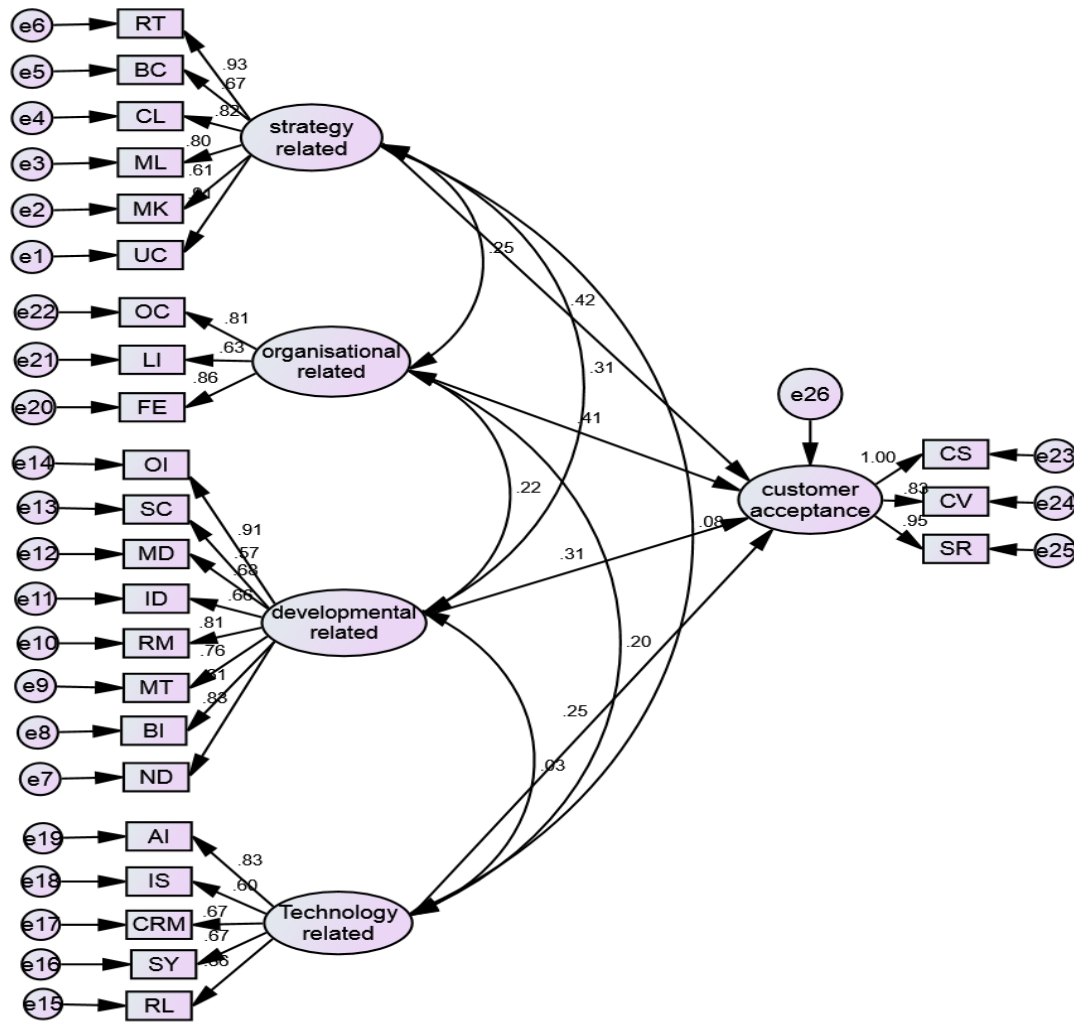 e6
RT
.93
e5
BC
.67
e4
CL
.82
strategy
related
e3
ML
.80
.61
e2
MK
e1
UC
.25
e22
OC
.81
.42
e21
LI
.63
organisational
related
.31
e20
FE
.86
e26
.41
e14
OI
1.00
CS
e23
.22
customer
acceptance
.83
CV
e24
e13
SC
.91
.08
.95
SR
e25
e12
MD
.57
.68
.31
e11
ID
.66
developmental
related
e10
RM
.81
.76
.20
e9
MT
.83
e8
BI
.25
e7
ND
.03
e19
AI
.83
e18
IS
.60
e17
CRM
.67
Technology
related
e16
SY
.67
e15
RL